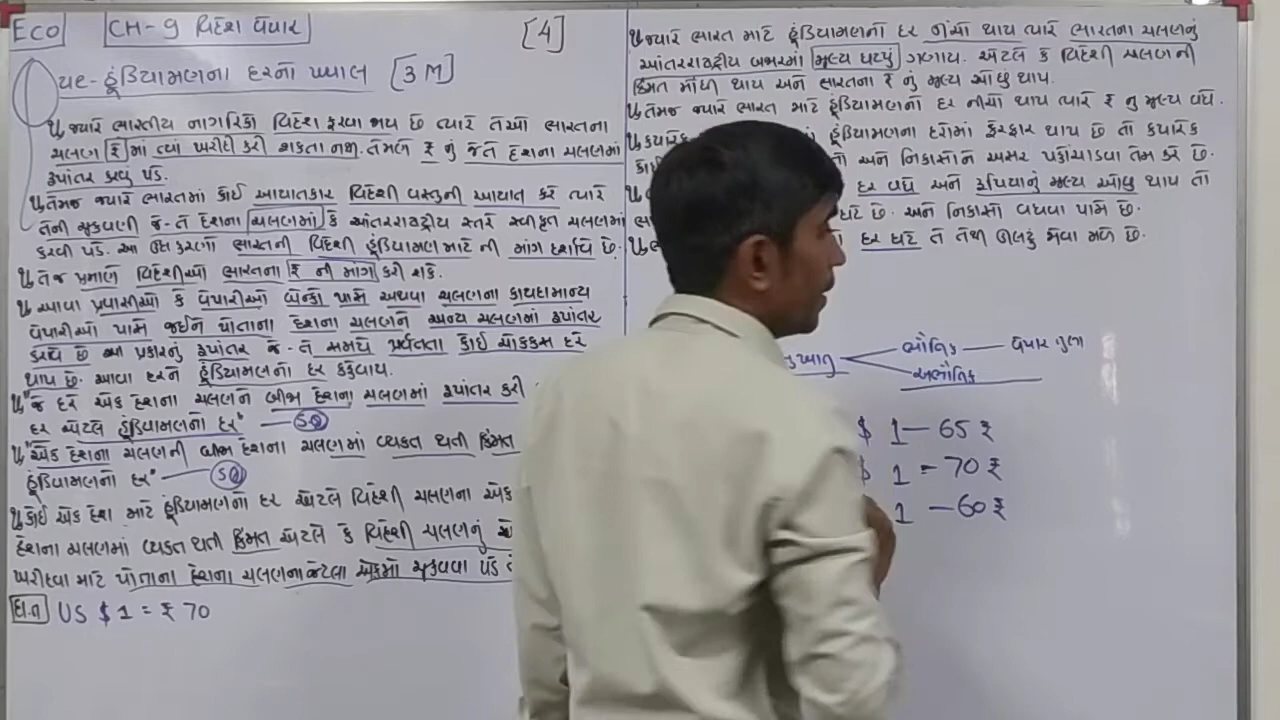 Eco CH-9 વિદેશ વેપાર [4]
હૂંડિયામણના દરનો ખ્યાલ [3 M]
જ્યારે ભારતીય નાગરિકો વિદેશ ફરવા જાય છે ત્યારે તેઓ ભારતના
ચલણ ₹ માં ત્યાં ખરીદી કરી શકતા નથી. તેમણે ₹ નું જેતે દેશના ચલણમાં
રૂપાંતર કરવું પડે.
તેમજ જ્યારે ભારતમાં કોઈ આયાતકાર વિદેશી વસ્તુની આયાત કરે ત્યારે
તેની ચૂકવણી જે-તે દેશના ચલણમાં કે આંતરરાષ્ટ્રીય સ્તરે સ્વીકૃત ચલણમાં
કરવી પડે. આ ભારતની વિદેશી હૂંડિયામણ માટે ની માંગ દર્શાવે છે.
તેજ પ્રમાણે વિદેશીઓ ભારતના ₹ ની માંગ કરી શકે.
આવા પ્રવાસીઓ કે વેપારીઓ બેન્કો પાસે અથવા ચલણના કાયદામાન્ય
વેપારીઓ પાસે જઈને પોતાના દેશના ચલણને અન્ય ચલણમાં રૂપાંતર
કરાવે છે આ પ્રકારનું રૂપાંતર જે-તે સમયે પ્રવર્તતા કોઈ ચોક્કસ દરે
થાય છે. આવા દરને હૂંડિયામણનો દર કહેવાય.
"જે દરે એક દેશના ચલણને બીજા દેશના ચલણમાં રૂપાંતર કરી
દર એટલે હૂંડિયામણનો દર" SQ
"એક દેશના ચલણની બીજા દેશના ચલણમાં વ્યક્ત થતી કિંમત
હૂંડિયામણનો દર" SQ
કોઈ એક દેશ માટે હૂંડિયામણનો દર એટલે વિદેશી ચલણના એક
દેશના ચલણમાં વ્યક્ત થતી કિંમત એટલે કે વિદેશી ચલણનું
ખરીદવા માટે પોતાના દેશના ચલણના જેટલા એકમો ચૂકવવા પડે
દા.ત US $ 1 = ₹ 70
જ્યારે ભારત માટે હૂંડિયામણનો દર ઊંચો થાય ત્યારે ભારતના ચલણનું
આંતરરાષ્ટ્રીય બજારમાં મૂલ્ય ઘટ્યું ગણાય. એટલે કે વિદેશી ચલણ ની
કિંમત મોંઘી થાય અને ભારતના ₹ નું મૂલ્ય ઓછું થાય.
તેમજ જ્યારે ભારત માટે હૂંડિયામણનો દર નીચો થાય ત્યારે ₹ નુ મૂલ્ય વધે.
હૂંડિયામણના દરોમાં ફેરફાર થાય છે તો ક્યારેક
અને નિકાસોને અસર પહોંચાડવા તેમ કરે છે.
દર વધે અને રૂપિયાનું મૂલ્ય ઓછુ થાય તો
ઘટે છે. અને નિકાસો વધવા પામે છે.
દર ઘટે તે તેથી ઊલટું જોવા મળે છે.
ભૌતિક — વેપાર તુલા
અભૌતિક
$ 1 — 65 ₹
$ 1 — 70 ₹
1 — 60 ₹